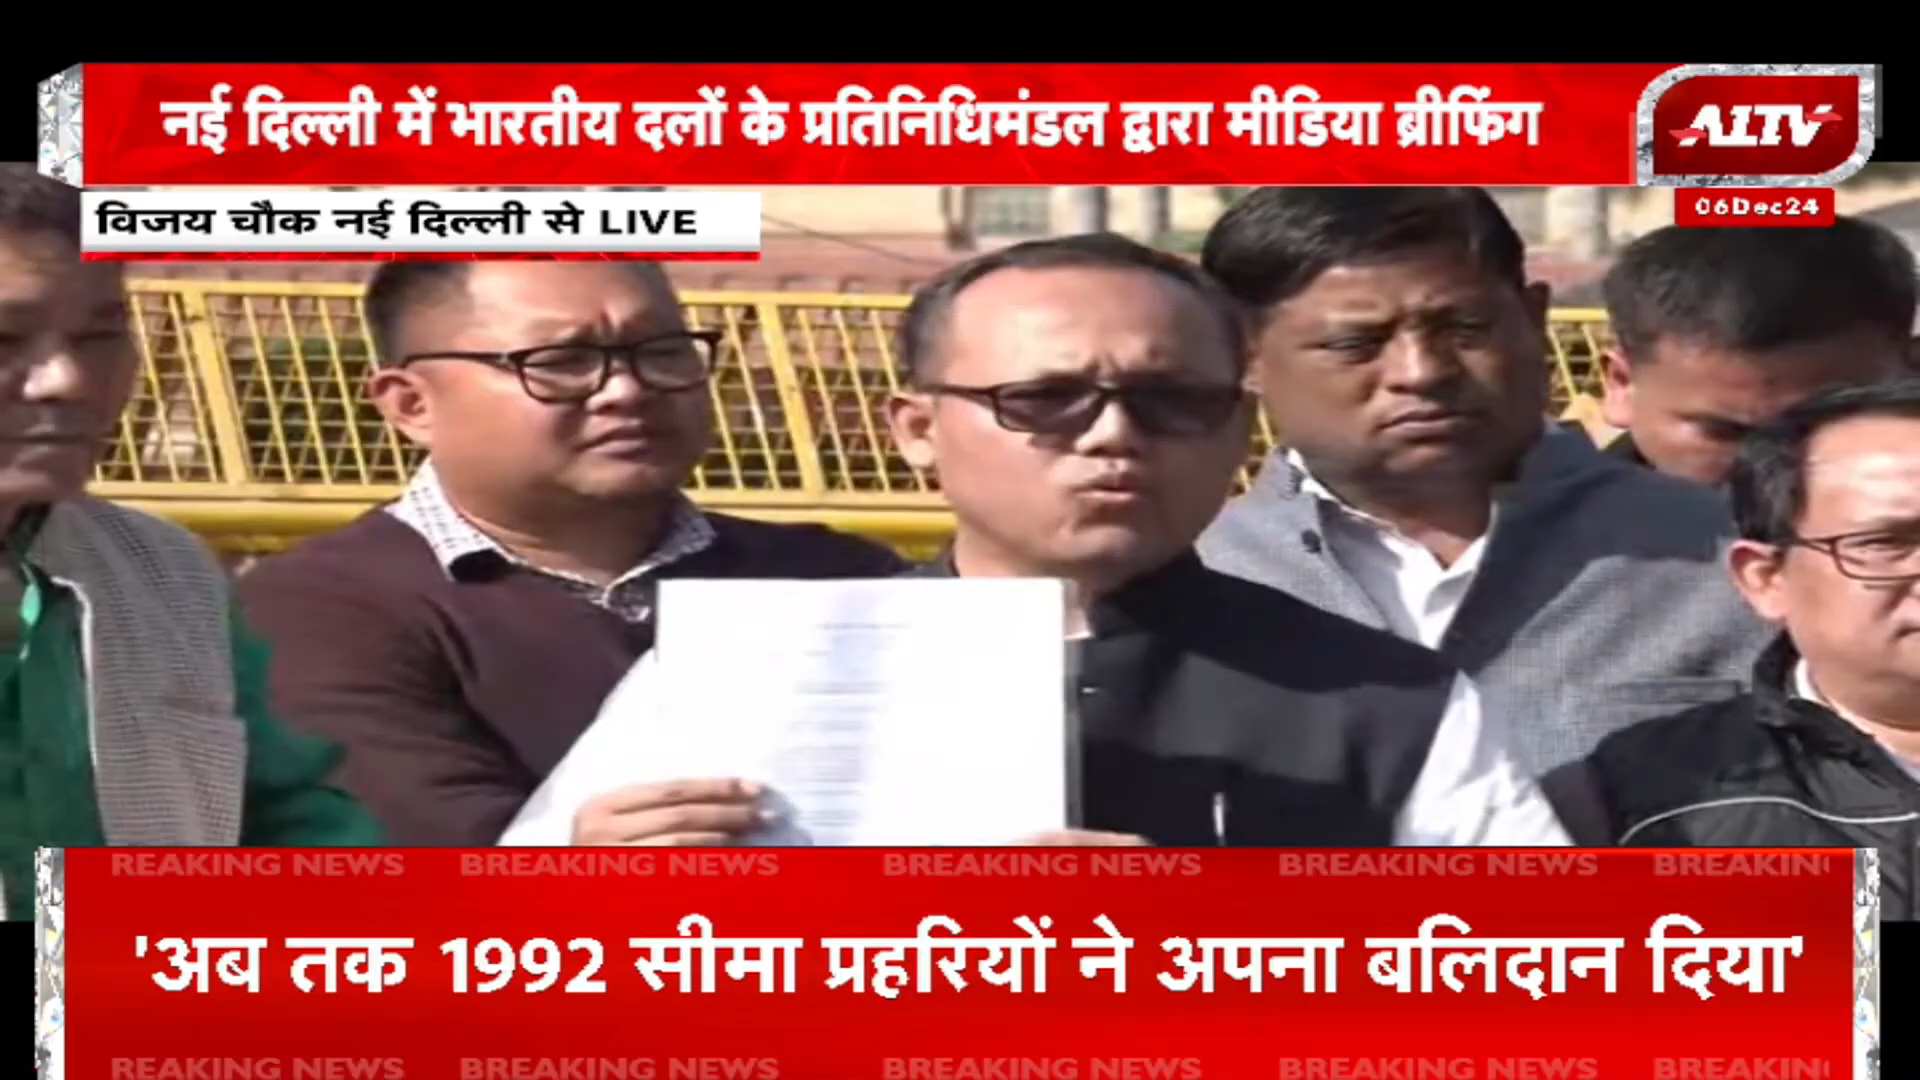 नई दिल्ली में भारतीय दलों के प्रतिनिधिमंडल द्वारा मीडिया ब्रीफिंग
ALTV
विजय चौक नई दिल्ली से LIVE
06Dec24
REAKING NEWS BREAKING NEWS BREAKING NEWS BREAKING NEWS BREAKIN
'अब तक 1992 सीमा प्रहरियों ने अपना बलिदान दिया'
REAKING NEWS BREAKING NEWS BREAKING NEWS BREAKING NEWS BREAKIN